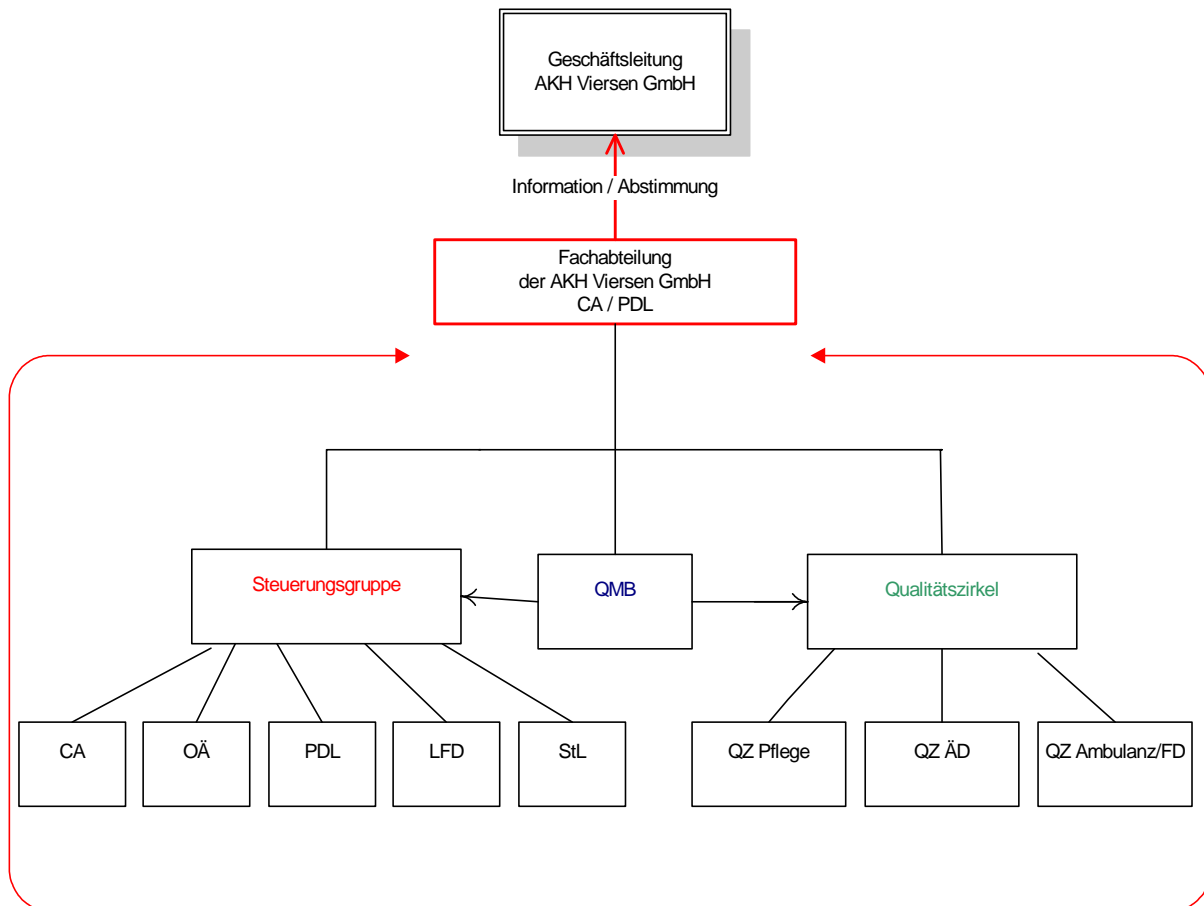 Geschäftsleitung
AKH Viersen GmbH
Information / Abstimmung
Fachabteilung
der AKH Viersen GmbH
CA / PDL
Steuerungsgruppe
QMB
Qualitätszirkel
CA
OÄ
PDL
LFD
StL
QZ Pflege
QZ ÄD
QZ Ambulanz/FD